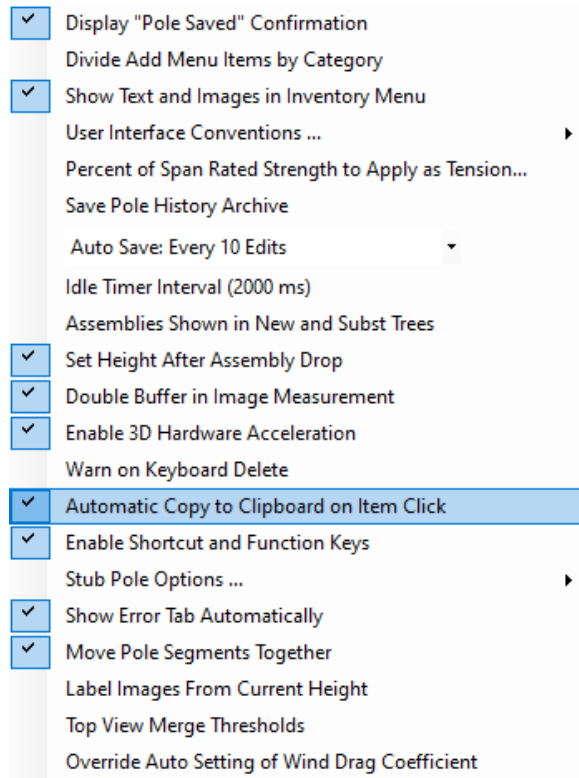 Display "Pole Saved" Confirmation
Divide Add Menu Items by Category
Show Text and Images in Inventory Menu
User Interface Conventions ...
Percent of Span Rated Strength to Apply as Tension...
Save Pole History Archive
Auto Save: Every 10 Edits
Idle Timer Interval (2000 ms)
Assemblies Shown in New and Subst Trees
Set Height After Assembly Drop
Double Buffer in Image Measurement
Enable 3D Hardware Acceleration
Warn on Keyboard Delete
Automatic Copy to Clipboard on Item Click
Enable Shortcut and Function Keys
Stub Pole Options ...
Show Error Tab Automatically
Move Pole Segments Together
Label Images From Current Height
Top View Merge Thresholds
Override Auto Setting of Wind Drag Coefficient